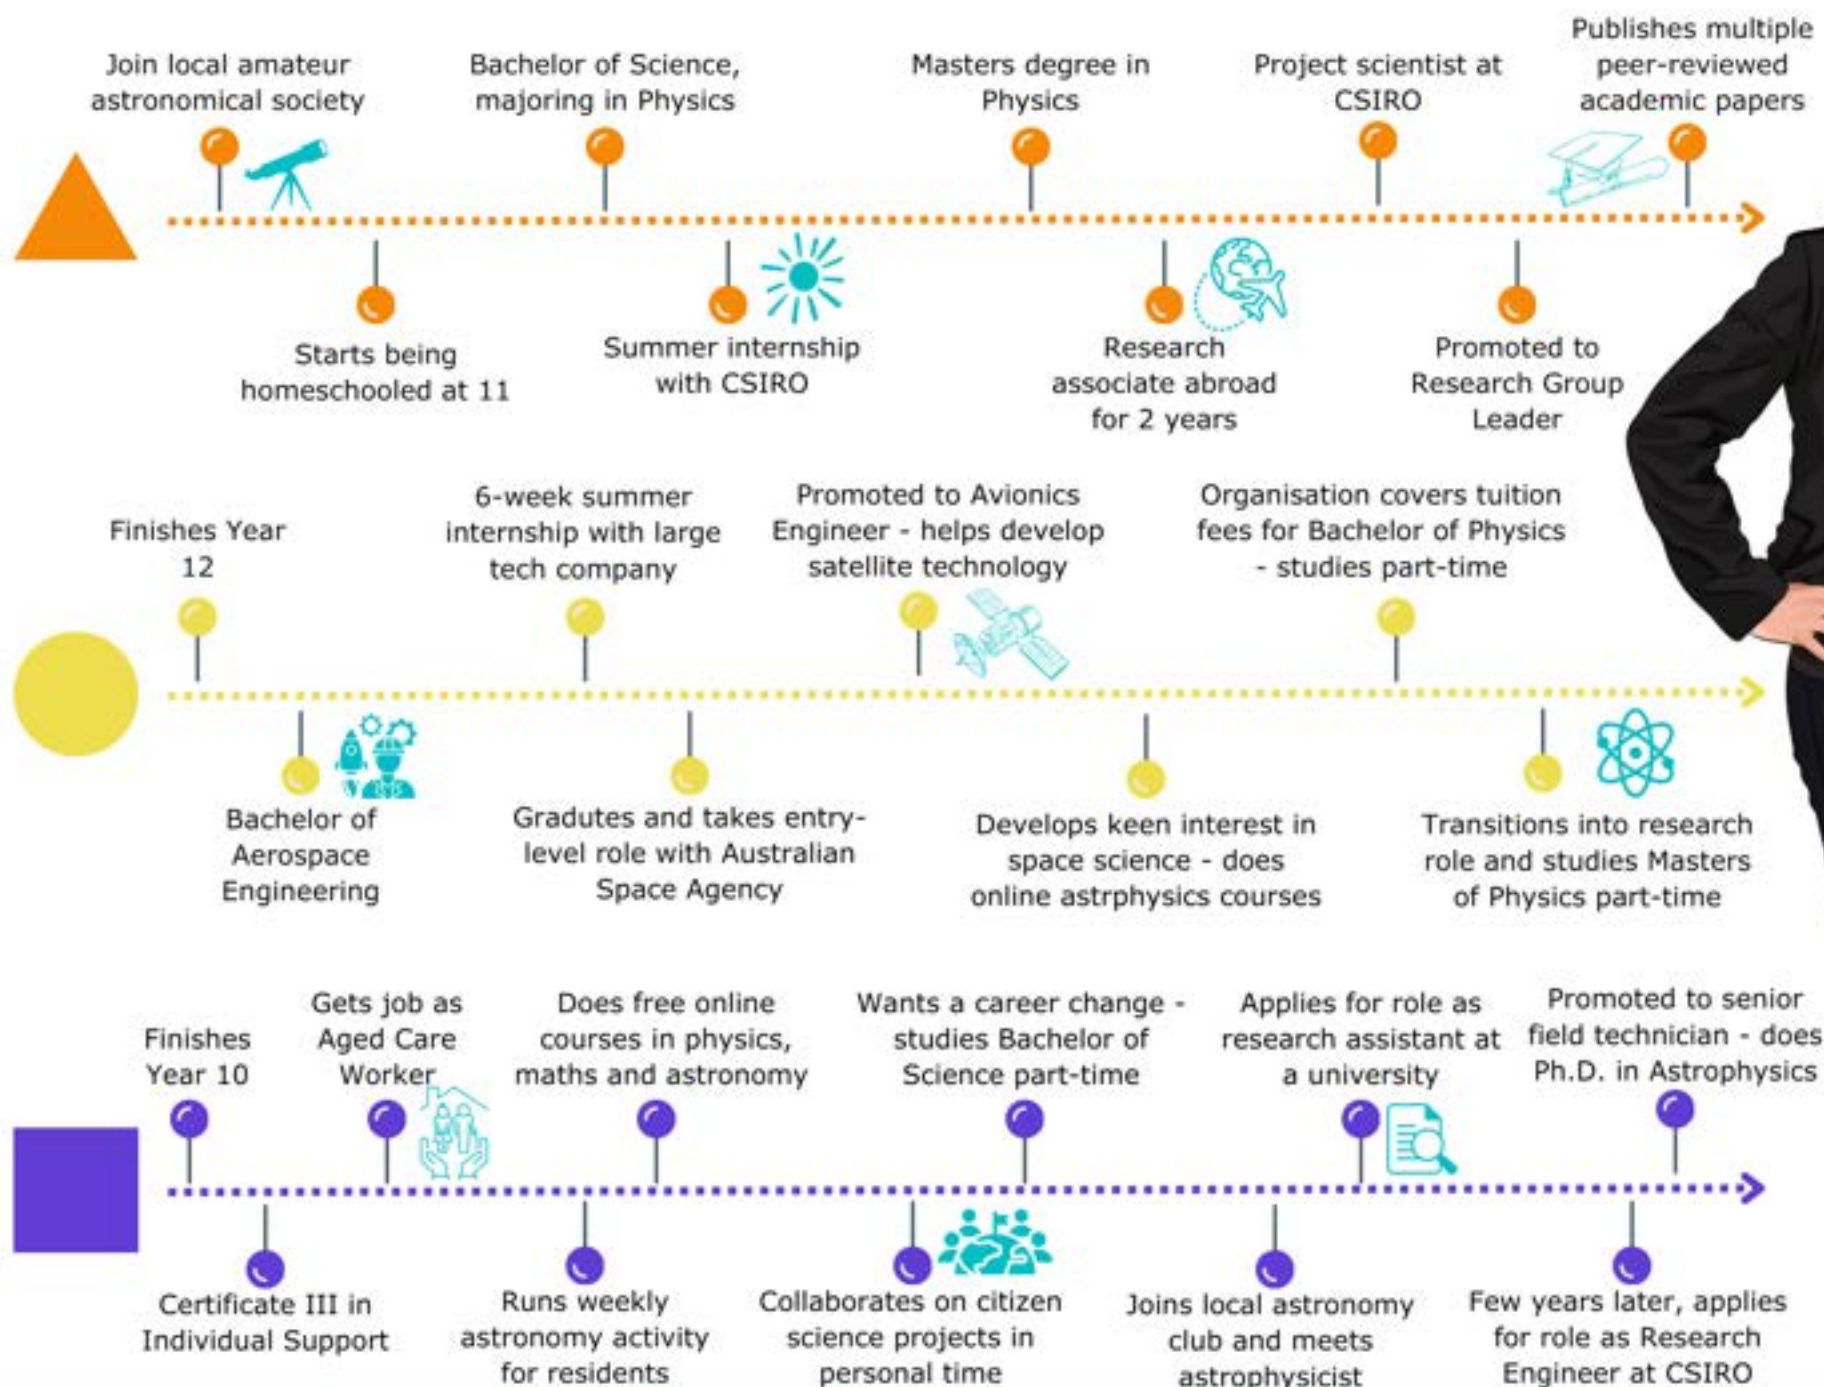 Join local amateur
astronomical society
Bachelor of Science,
majoring in Physics
Masters degree in
Physics
Project scientist at
CSIRO
Publishes multiple
peer-reviewed
academic papers
Starts being
homeschooled at 11
Summer internship
with CSIRO
Research
associate abroad
for 2 years
Promoted to
Research Group
Leader
Finishes Year
12
6-week summer
internship with large
tech company
Promoted to Avionics
Engineer - helps develop
satellite technology
Organisation covers tuition
fees for Bachelor of Physics
- studies part-time
Bachelor of
Aerospace
Engineering
Gradutes and takes entry-
level role with Australian
Space Agency
Develops keen interest in
space science - does
online astrphysics courses
Transitions into research
role and studies Masters
of Physics part-time
Finishes
Year 10
Gets job as
Aged Care
Worker
Does free online
courses in physics,
maths and astronomy
Wants a career change -
studies Bachelor of
Science part-time
Applies for role as
research assistant at
a university
Promoted to senior
field technician - does
Ph.D. in Astrophysics
Certificate III in
Individual Support
Runs weekly
astronomy activity
for residents
Collaborates on citizen
science projects in
personal time
Joins local astronomy
club and meets
astrophysicist
Few years later, applies
for role as Research
Engineer at CSIRO